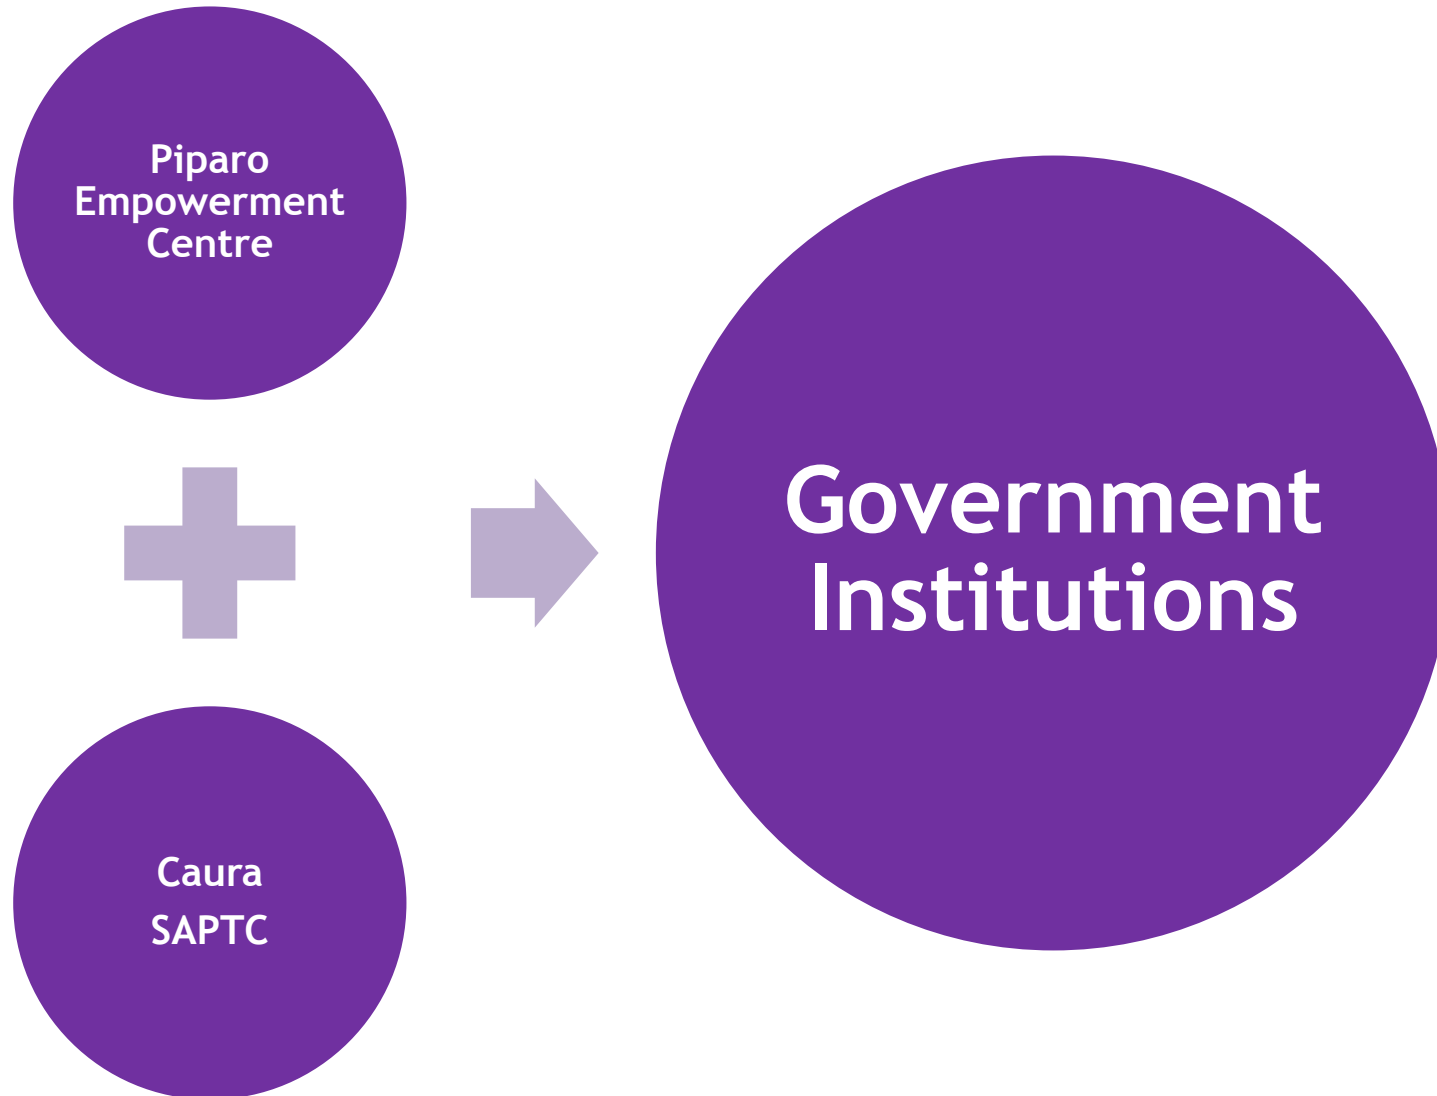 Piparo
Empowerment
Centre
Caura
SAPTC
Government
Institutions